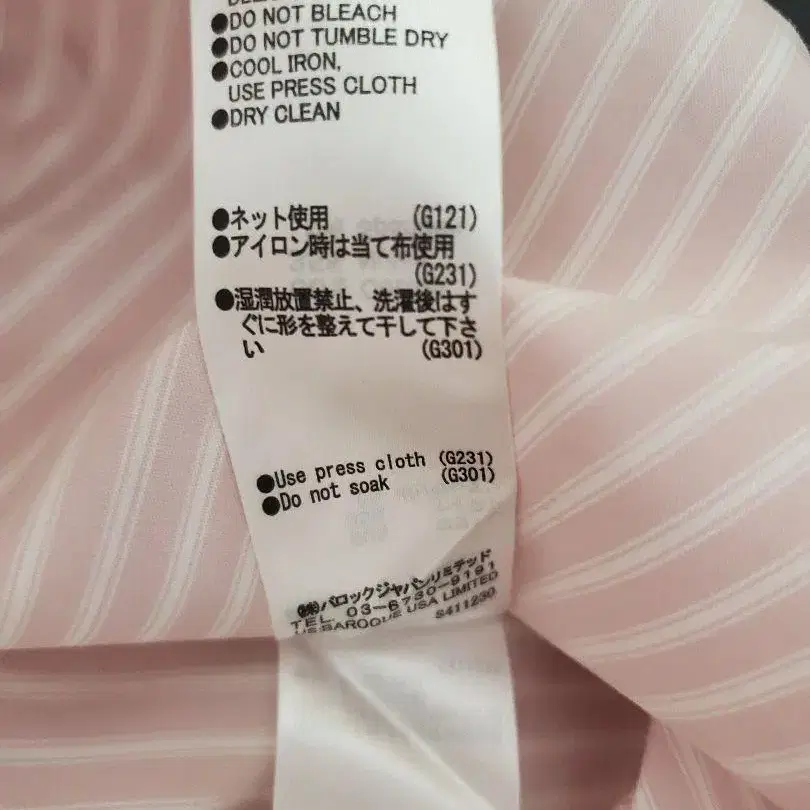 ●DO NOT BLEACH
●DO NOT TUMBLE DRY
●COOL IRON,
USE PRESS CLOTH
●DRY CLEAN
●ネット使用 (G121)
●アイロン時は当て布使用
(G231)
●湿潤放置禁止、洗濯後はす
ぐに形を整えて干して下さ
い (G301)
●Use press cloth (G231)
●Do not soak (G301)
㈱バロックジャパンリミテッド
TEL. 03-6730-9191
US:BAROQUE USA LIMITED
S411230